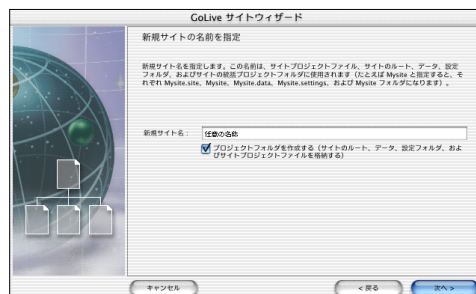 GoLive サイトウィザード
新規サイトの名前を指定
新規サイト名を指定します。この名前は、サイトプロジェクトファイル、サイトのルート、データ、設定
フォルダ、およびサイトの統括プロジェクトフォルダに使用されます（たとえば Mysite と指定すると、そ
れぞれ Mysite.site、Mysite、Mysite.data、Mysite.settings、および Mysite フォルダになります）。
新規サイト名： 任意の名称
プロジェクトフォルダを作成する（サイトのルート、データ、設定フォルダ、およ
びサイトプロジェクトファイルを格納する）
キャンセル < 戻る 次へ >